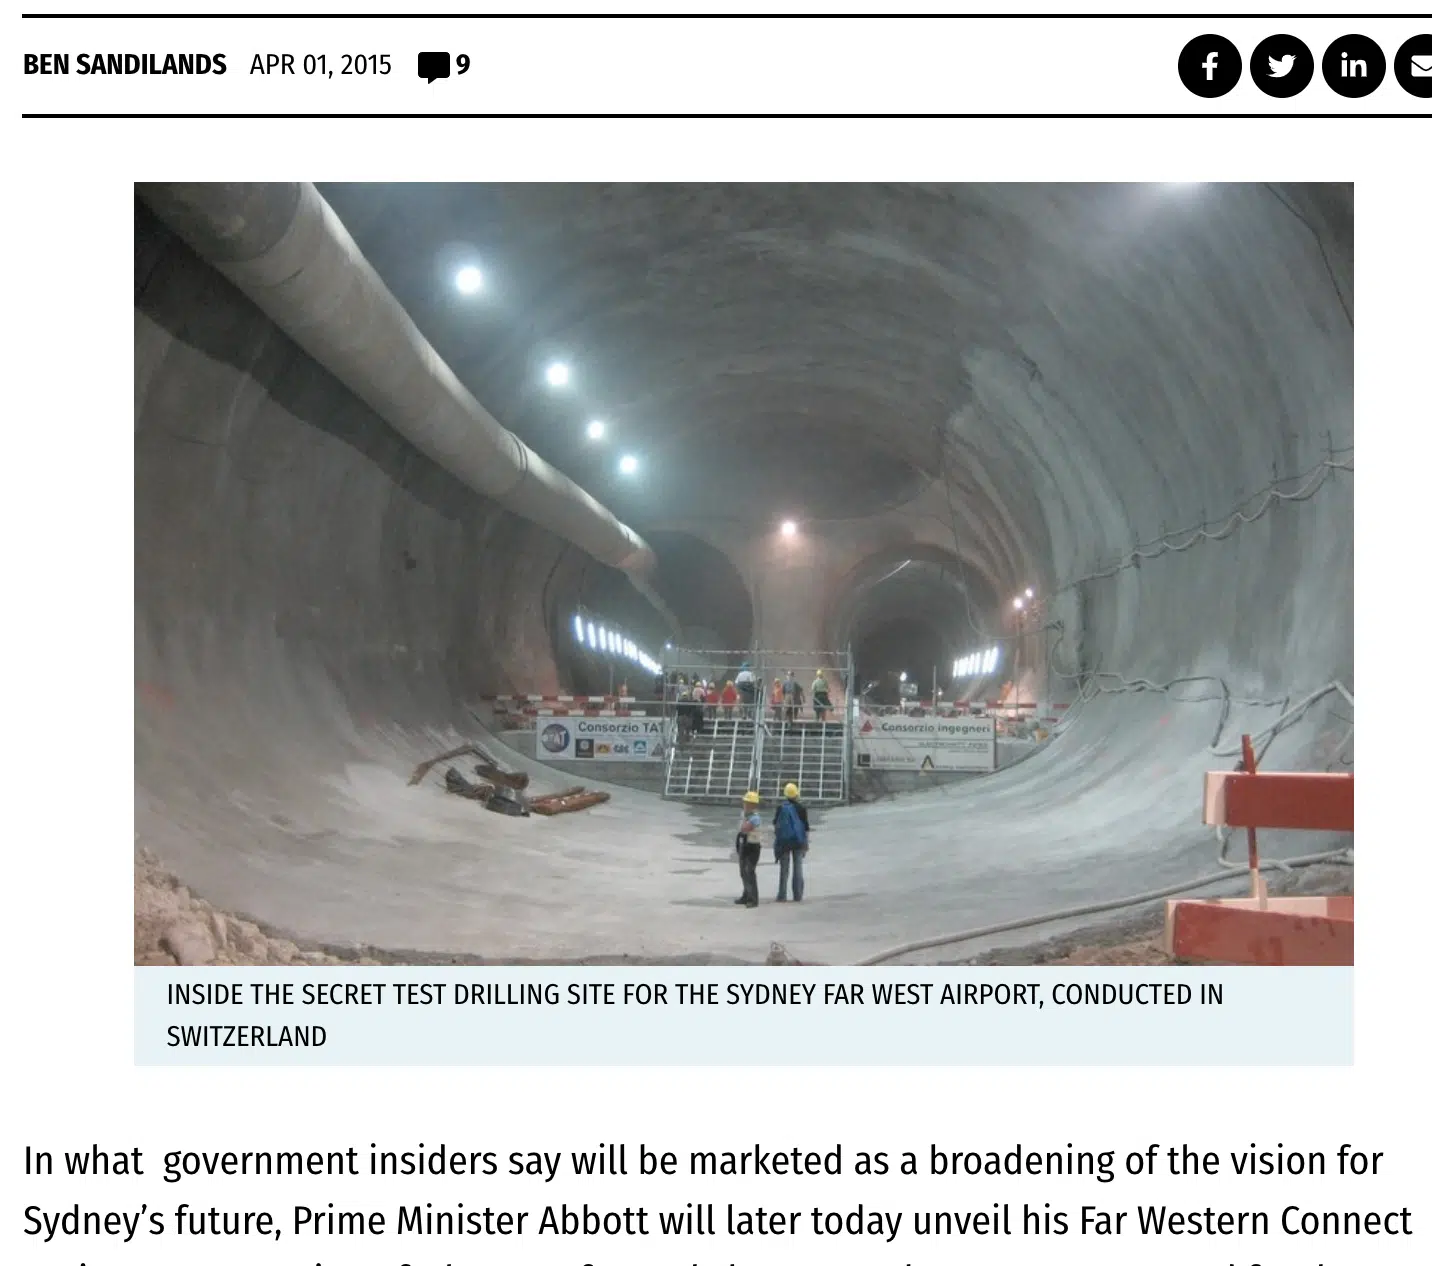 BEN SANDILANDS APR 01, 2015 9
Consorzio TAT
Consorzio ingegneri
INSIDE THE SECRET TEST DRILLING SITE FOR THE SYDNEY FAR WEST AIRPORT, CONDUCTED IN
SWITZERLAND
In what government insiders say will be marketed as a broadening of the vision for
Sydney’s future, Prime Minister Abbott will later today unveil his Far Western Connect